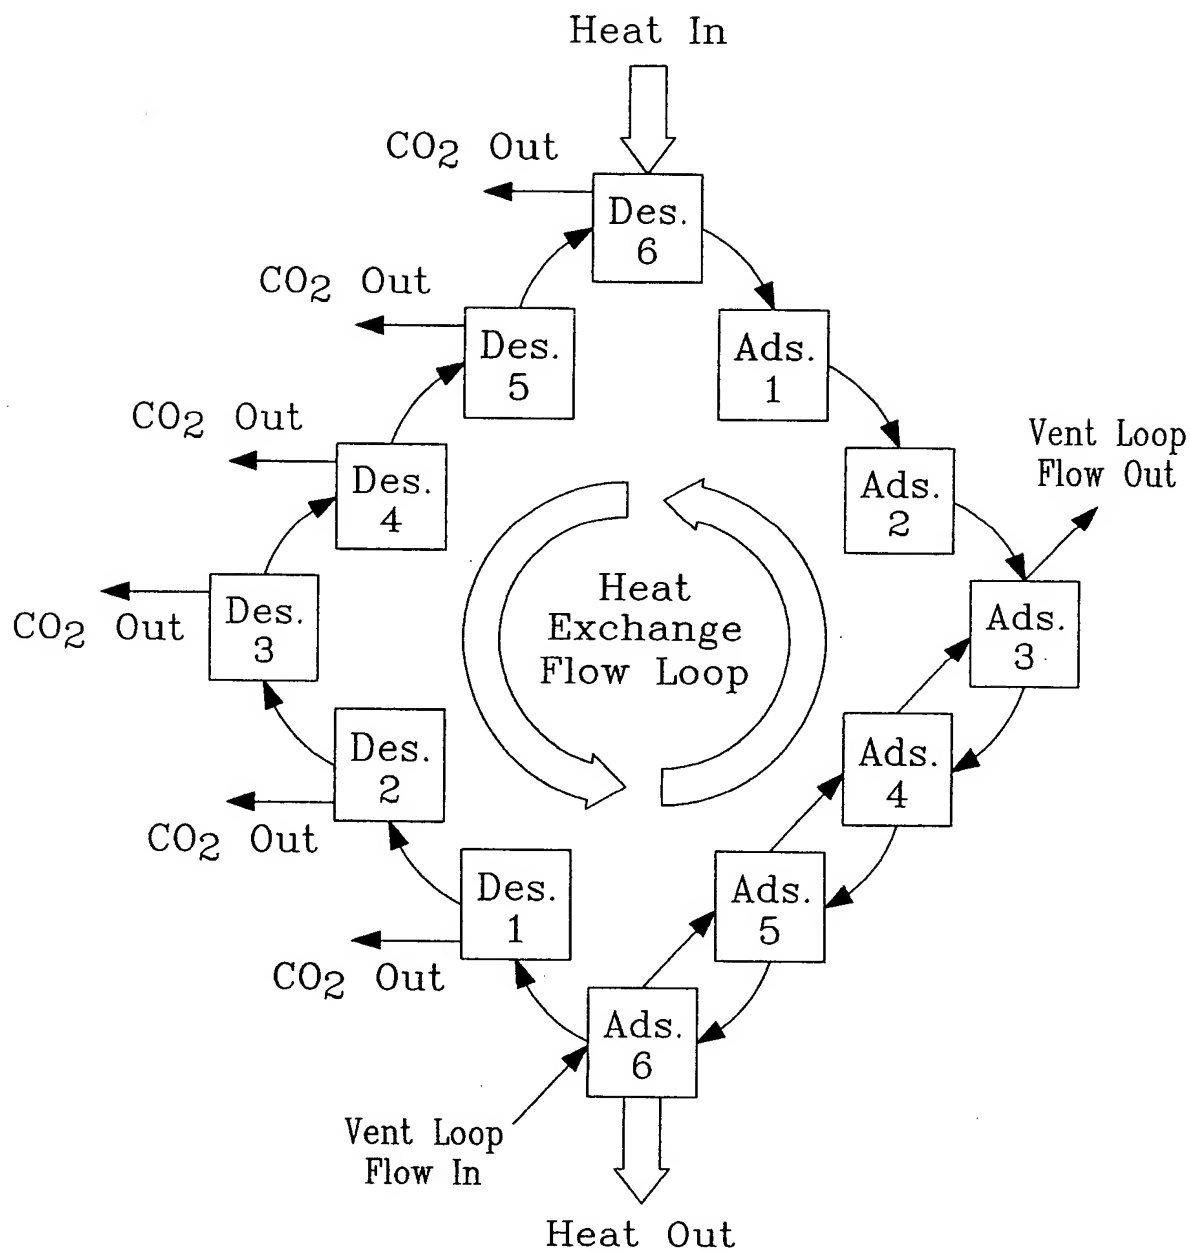 Heat In
CO2 Out
Des.
6
CO2 Out
Des.
5
Ads.
1
CO2 Out
Des.
4
Ads.
2
Vent Loop
Flow Out
CO2 Out
Des.
3
Heat
Exchange
Flow Loop
Ads.
3
Des.
2
CO2 Out
Ads.
4
Des.
1
CO2 Out
Ads.
5
Ads.
6
Vent Loop
Flow In
Heat Out